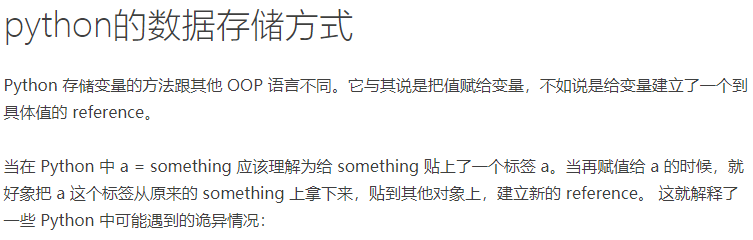 python的数据存储方式
Python 存储变量的方法跟其他 OOP 语言不同。它与其说是把值赋给变量，不如说是给变量建立了一个到
具体值的 reference。
当在 Python 中 a = something 应该理解为给 something 贴上了一个标签 a。当再赋值给 a 的时候，就
好象把 a 这个标签从原来的 something 上拿下来，贴到其他对象上，建立新的 reference。 这就解释了
一些 Python 中可能遇到的诡异情况：